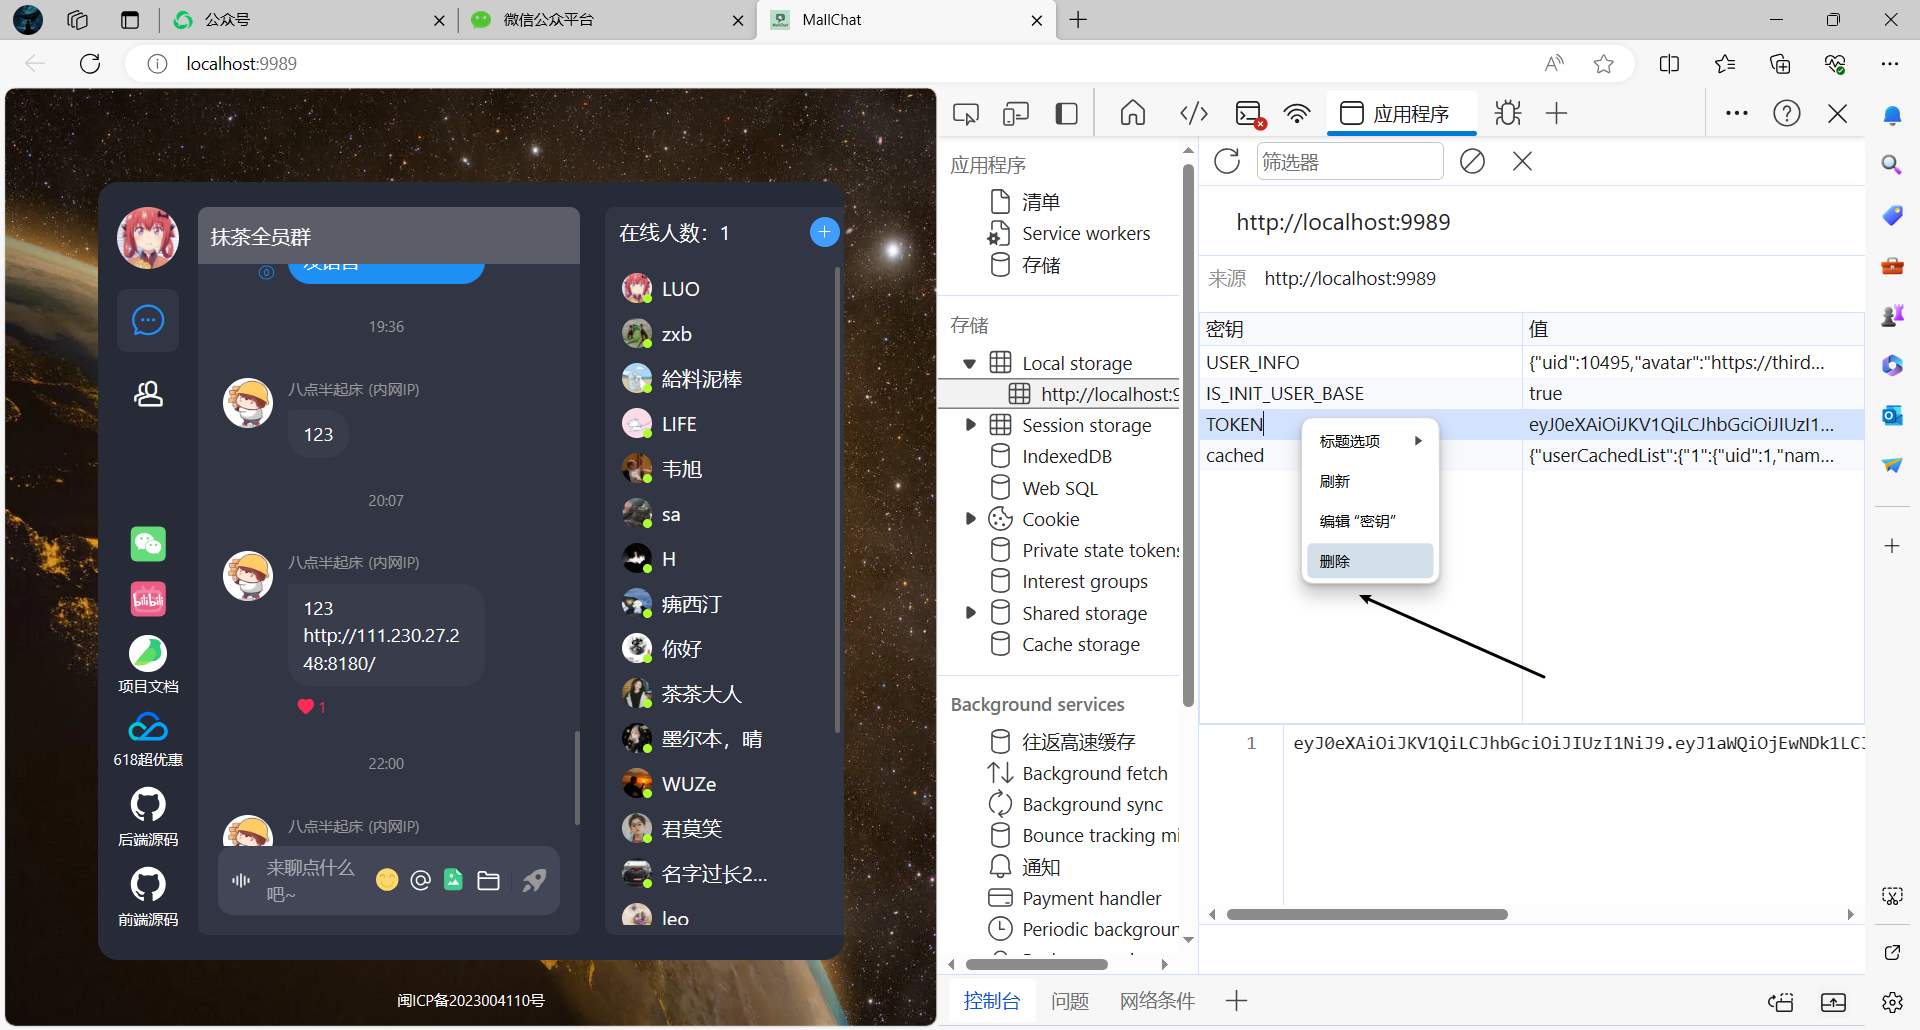 公众号
微信公众平台
MallChat
localhost:9989
抹茶全员群
19:36
八点半起床 (内网IP)
123
20:07
八点半起床 (内网IP)
123
http://111.230.27.2
48:8180/
1
22:00
八点半起床 (内网IP)
来聊点什么
吧~
bilibili
项目文档
618超优惠
后端源码
前端源码
在线人数：1
LUO
zxb
給料泥棒
LIFE
韦旭
sa
H
疿西汀
你好
茶茶大人
墨尔本，晴
WUZe
君莫笑
名字过长2...
leo
闽ICP备2023004110号
应用程序
应用程序
清单
Service workers
存储
存储
Local storage
http://localhost:9
Session storage
IndexedDB
Web SQL
Cookie
Private state tokens
Interest groups
Shared storage
Cache storage
Background services
往返高速缓存
Background fetch
Background sync
Bounce tracking mi
通知
Payment handler
Periodic backgroun
筛选器
http://localhost:9989
来源 http://localhost:9989
密钥 值
USER_INFO {"uid":10495,"avatar":"https://third...
IS_INIT_USER_BASE true
TOKEN eyJ0eXAiOiJKV1QiLCJhbGciOiJIUzI1...
cached {"userCachedList":{"1":{"uid":1,"nam...
标题选项
刷新
编辑 “密钥”
删除
1 eyJ0eXAiOiJKV1QiLCJhbGciOiJIUzI1NiJ9.eyJ1aWQiOjEwNDk1LCJ
控制台 问题 网络条件